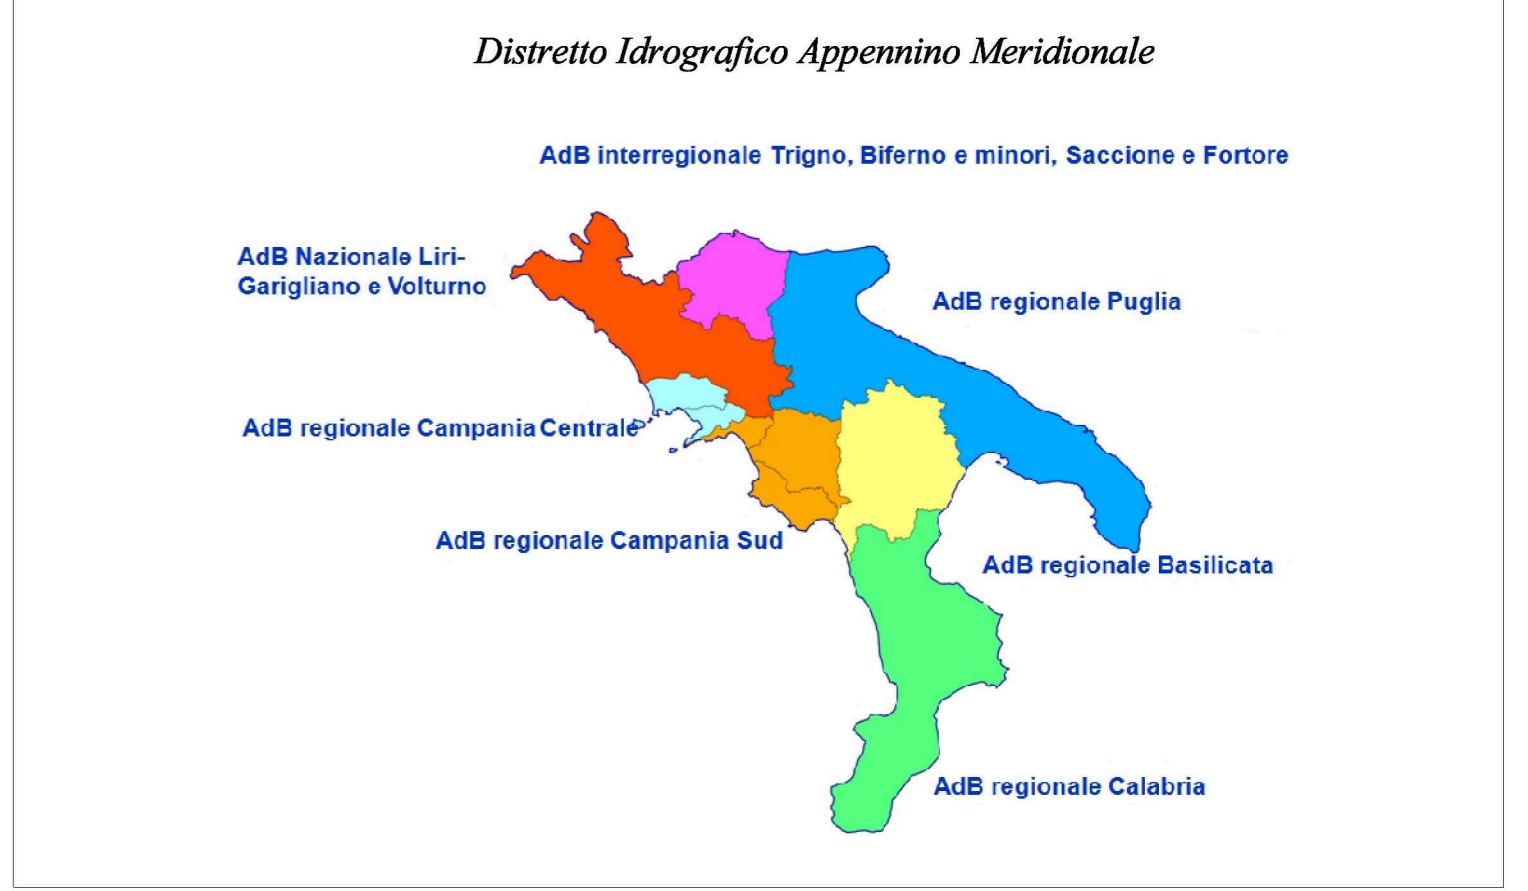 Distretto Idrografico Appennino Meridionale
AdB interregionale Trigno, Biferno e minori, Saccione e Fortore
AdB Nazionale Liri-
Garigliano e Volturno
AdB regionale Puglia
AdB regionale Campania Centrale
AdB regionale Campania Sud
AdB regionale Basilicata
AdB regionale Calabria